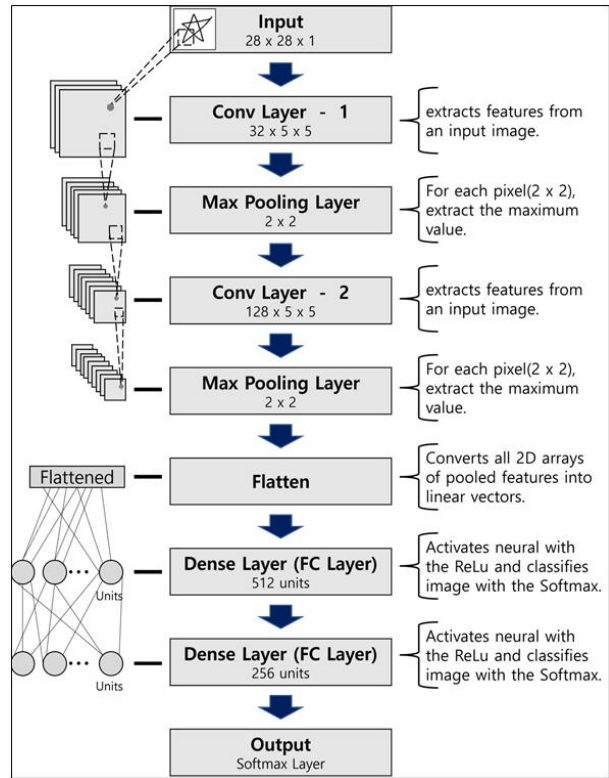 Input
28 x 28 x 1
Conv Layer - 1
32 x 5 x 5
extracts features from
an input image.
Max Pooling Layer
2 x 2
For each pixel(2 x 2),
extract the maximum
value.
Conv Layer - 2
128 x 5 x 5
extracts features from
an input image.
Max Pooling Layer
2 x 2
For each pixel(2 x 2),
extract the maximum
value.
Flattened
Flatten
Converts all 2D arrays
of pooled features into
linear vectors.
Units
Dense Layer (FC Layer)
512 units
Activates neural with
the ReLu and classifies
image with the Softmax.
Units
Dense Layer (FC Layer)
256 units
Activates neural with
the ReLu and classifies
image with the Softmax.
Output
Softmax Layer